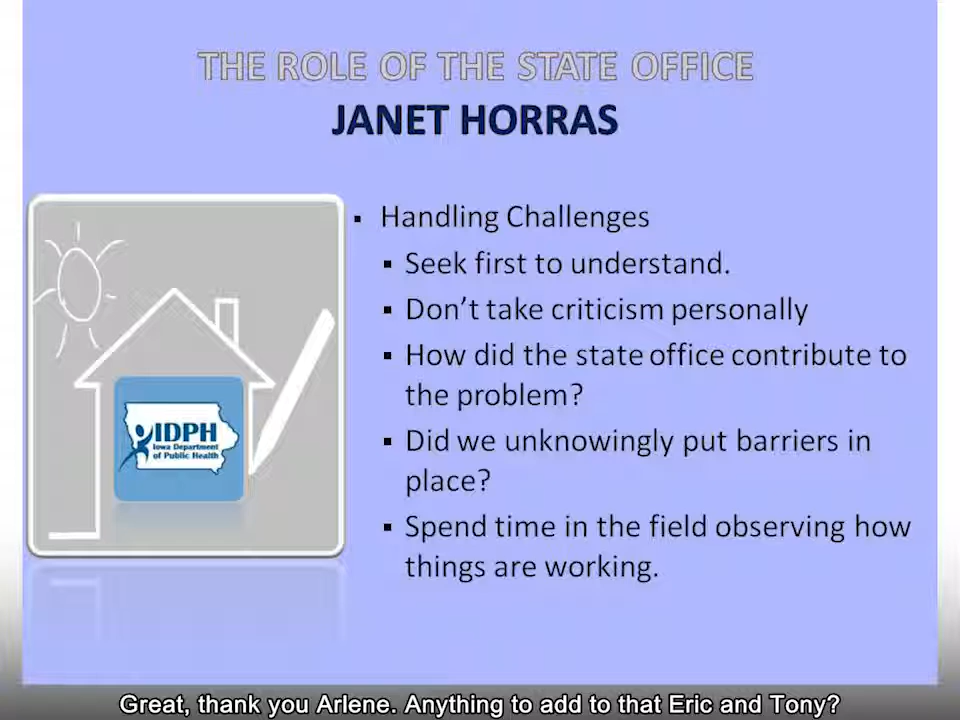 THE ROLE OF THE STATE OFFICE
JANET HORRAS
▪ Handling Challenges
▪ Seek first to understand.
▪ Don't take criticism personally
▪ How did the state office contribute to
the problem?
▪ Did we unknowingly put barriers in
place?
▪ Spend time in the field observing how
things are working.
IDPH
Iowa Department
of Public Health
Great, thank you Arlene. Anything to add to that Eric and Tony?